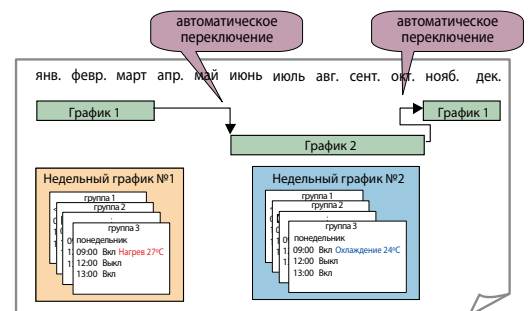 автоматическое
переключение
автоматическое
переключение
янв. февр. март апр. май июнь июль авг. сент. окт. нояб. дек.
График 1
График 1
График 2
Недельный график №1
группа 1
группа 2
группа 3
понедельник
09:00 Вкл Нагрев 27°С
12:00 Выкл
13:00 Вкл
Недельный график №2
группа 1
группа 2
группа 3
понедельник
09:00 Вкл Охлаждение 24°С
12:00 Выкл
13:00 Вкл